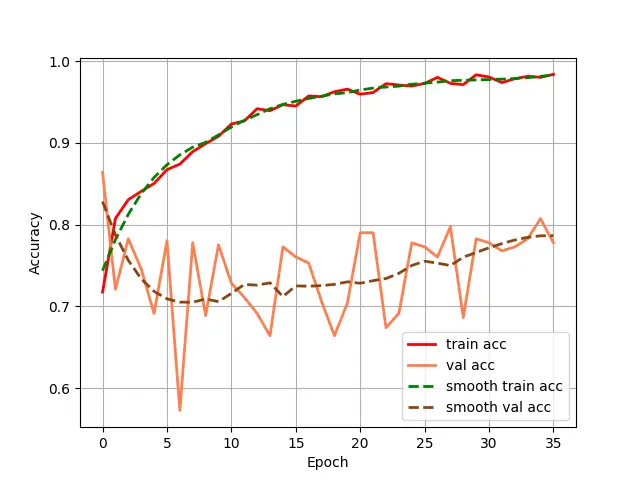 1.0
0.9
0.8
0.7
0.6
Accuracy
0 5 10 15 20 25 30 35
Epoch
train acc
val acc
smooth train acc
smooth val acc